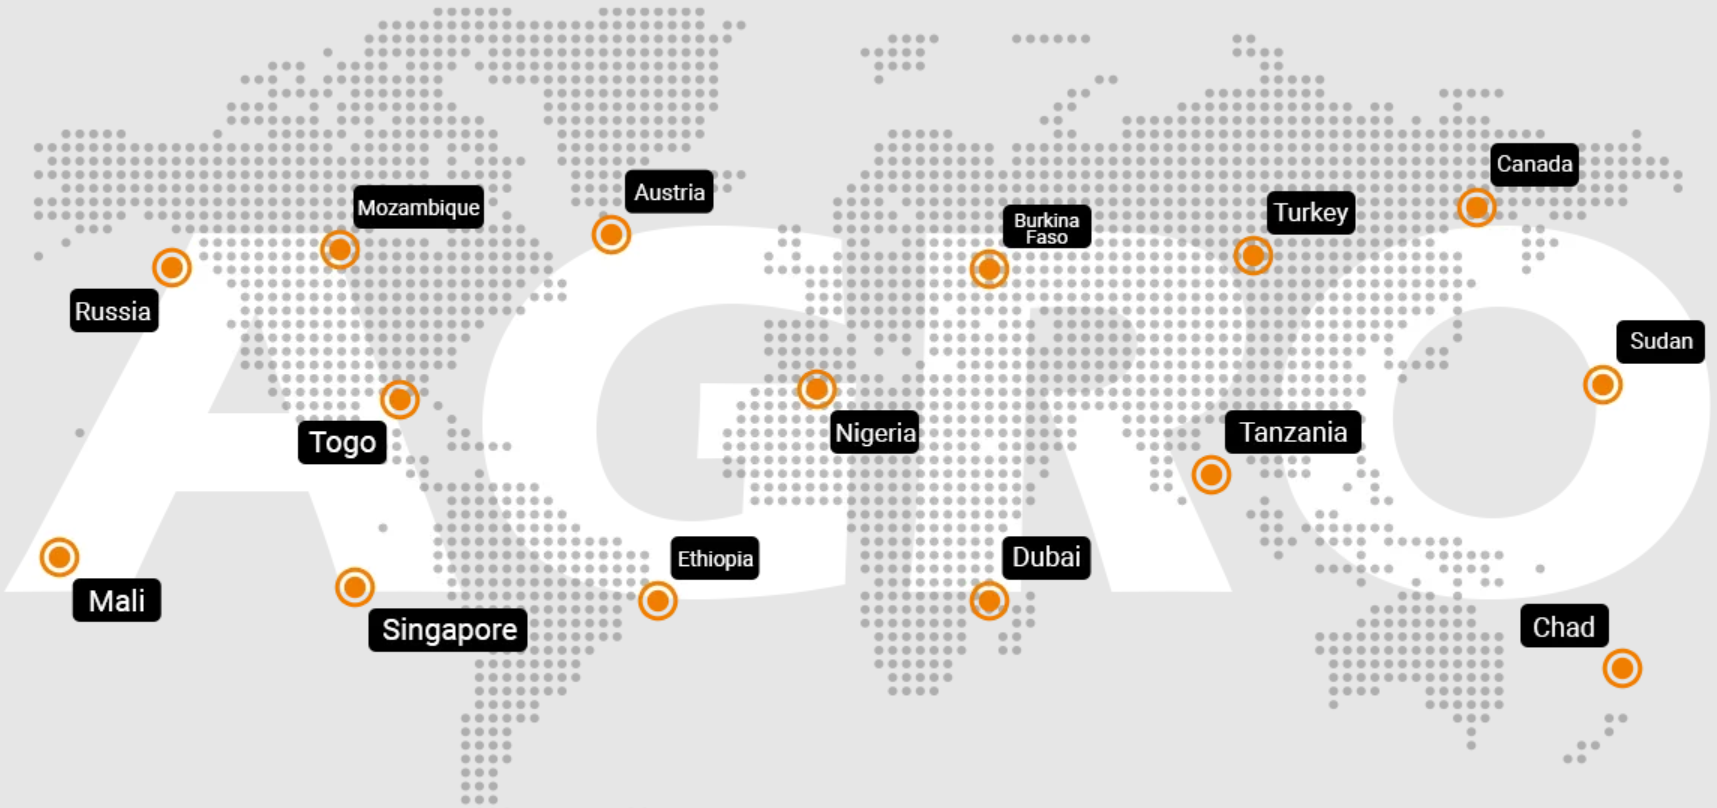 Canada
Austria
Mozambique
Turkey
Burkina
Faso
Russia
Sudan
Togo
Nigeria
Tanzania
AGRO
Ethiopia
Dubai
Mali
Singapore
Chad